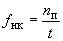 fнк = nп / t